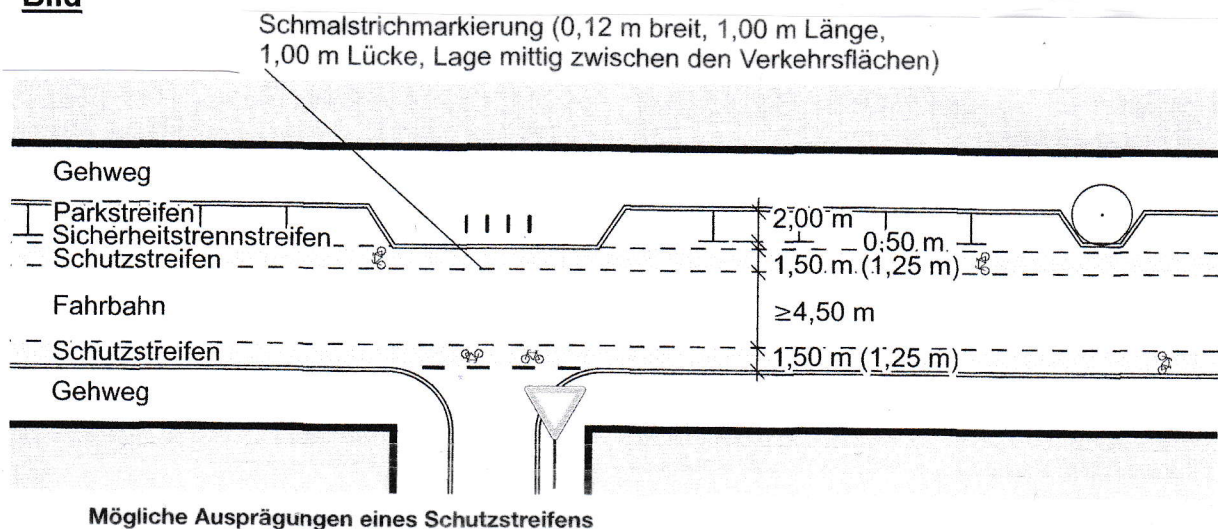 Bild
Schmalstrichmarkierung (0,12 m breit, 1,00 m Länge,
1,00 m Lücke, Lage mittig zwischen den Verkehrsflächen)
Gehweg
Parkstreifen
2,00 m
Sicherheitstrennstreifen
0,50 m
Schutzstreifen
1,50 m (1,25 m)
Fahrbahn
≥4,50 m
Schutzstreifen
1,50 m (1,25 m)
Gehweg
Mögliche Ausprägungen eines Schutzstreifens